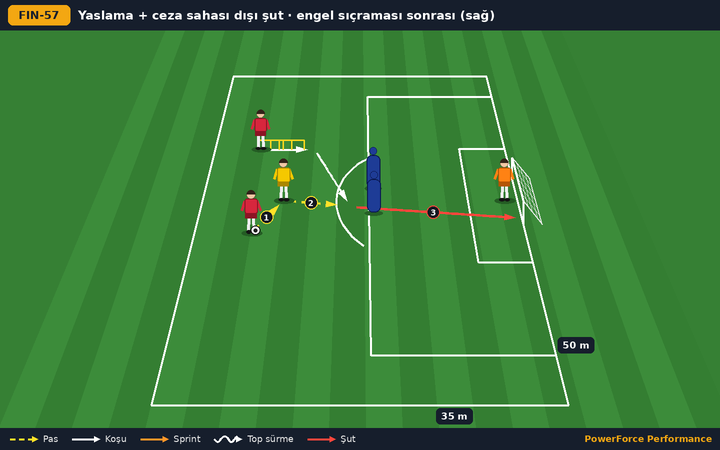 FIN-57 Yaslama + ceza sahası dışı şut · engel sıçraması sonrası (sağ)
1
2
3
50 m
35 m
Pas Koşu Sprint Top sürme Şut PowerForce Performance